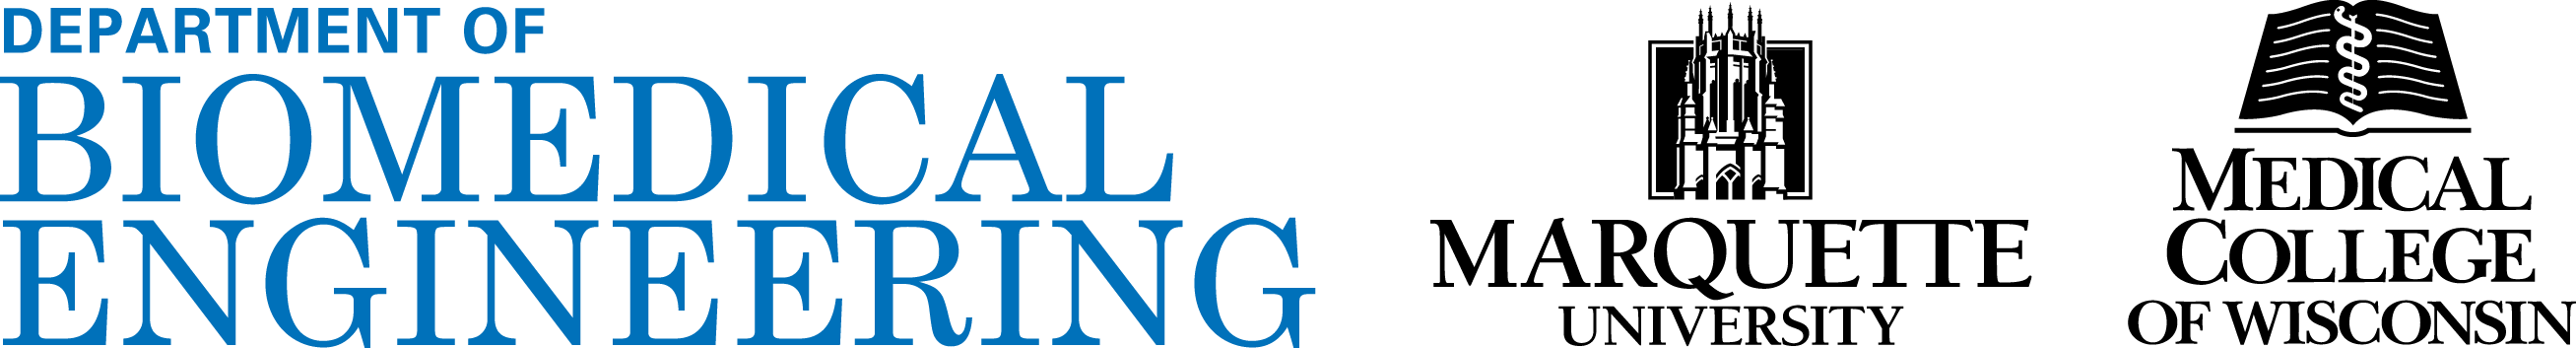 DEPARTMENT OF
BIOMEDICAL
ENGINEERING
MARQUETTE
UNIVERSITY
MEDICAL
COLLEGE
OF WISCONSIN